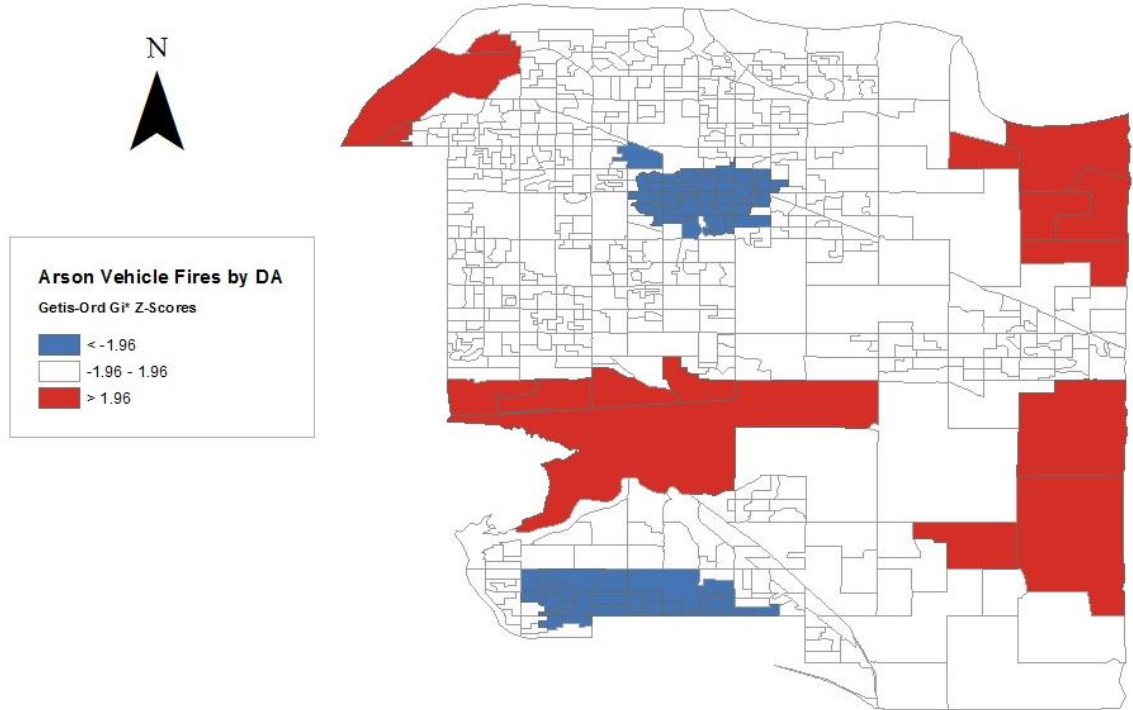 N
Arson Vehicle Fires by DA
Getis-Ord Gi* Z-Scores
< -1.96
-1.96 - 1.96
> 1.96